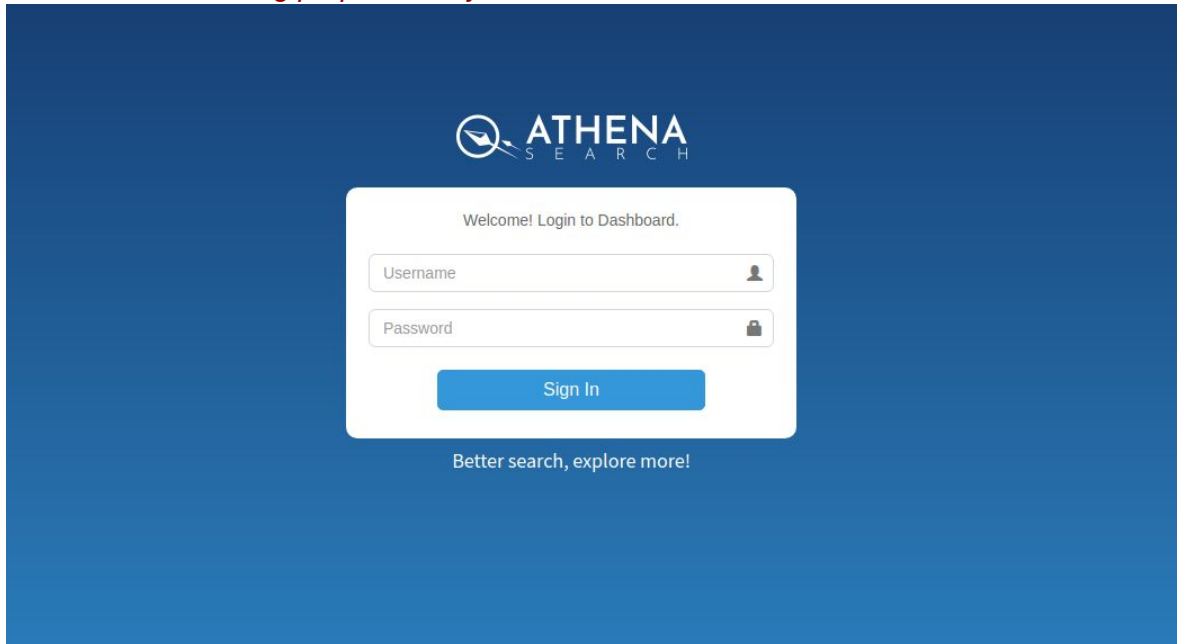 ATHENA
SEARCH
Welcome! Login to Dashboard.
Username
Password
Sign In
Better search, explore more!